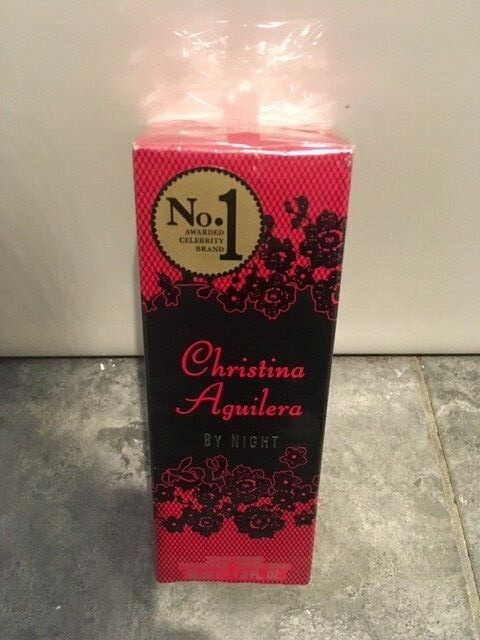 No.1
AWARDED
CELEBRITY
BRAND
Christina
Aguilera
BY NIGHT